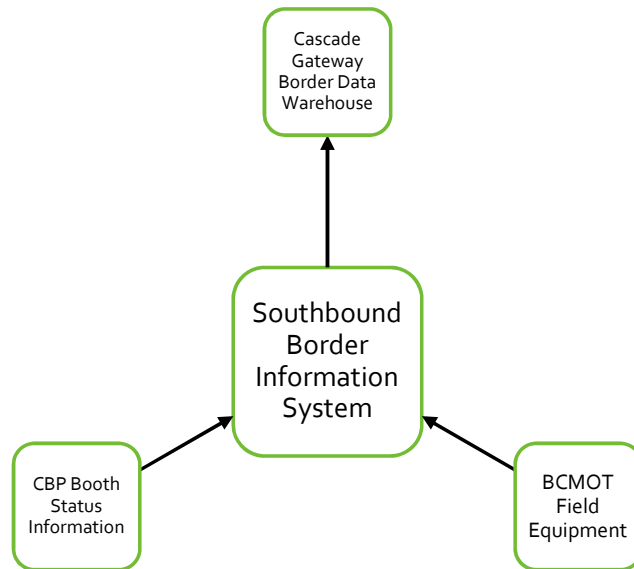 Cascade
Gateway
Border Data
Warehouse
Southbound
Border
Information
System
CBP Booth
Status
Information
BCMOT
Field
Equipment